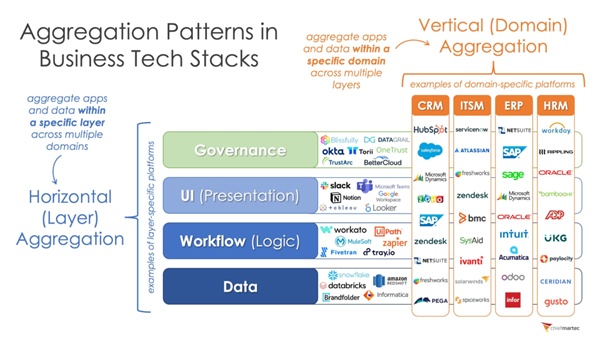 Aggregation Patterns in
Business Tech Stacks
Vertical (Domain)
Aggregation
aggregate apps
and data within a
specific domain
across multiple
layers
examples of domain-specific platforms
aggregate apps
and data within
a specific layer
across multiple
domains
Horizontal
(Layer)
Aggregation
examples of layer-specific platforms
CRM ITSM ERP HRM
Governance
Blissfully DATAGRAIL
okta Torii OneTrust
TrustArc BetterCloud
UI (Presentation)
slack Microsoft Teams
Notion Google Workspace
tableau Looker
Workflow (Logic)
workato UiPath
MuleSoft zapier
Fivetran tray.io
Data
snowflake
databricks amazon REDSHIFT
Brandfolder Informatica
HubSpot
salesforce
Microsoft Dynamics
ZOHO
SAP
zendesk
NETSUITE
freshworks
PEGA
servicenow
ATLASSIAN
freshworks
zendesk
bmc
SysAid
ivanti
solarwinds
spiceworks
NETSUITE
SAP
sage
Microsoft Dynamics
ORACLE
INTUIT
Acumatica
odoo
infor
workday
RIPPLING
ORACLE
bamboohr
ADP
UKG
paylocity
CERIDIAN
gusto
chiefmartec